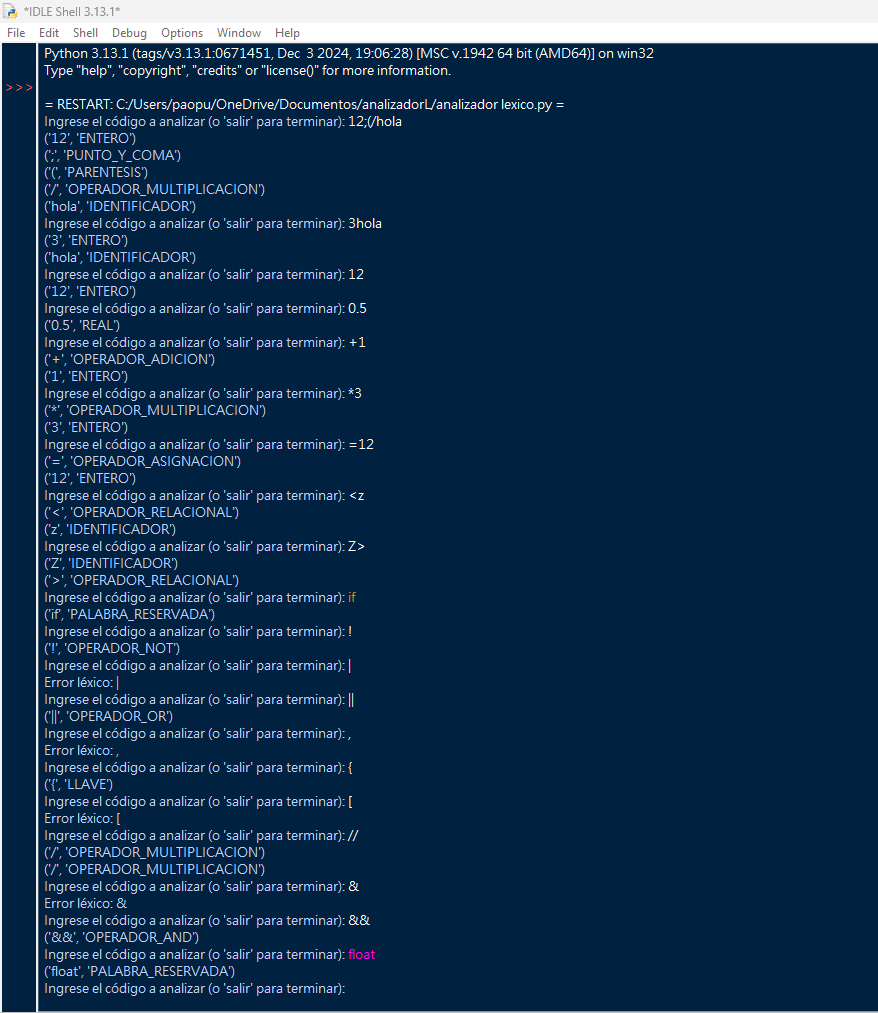 *IDLE Shell 3.13.1*
File Edit Shell Debug Options Window Help
Python 3.13.1 (tags/v3.13.1:0671451, Dec  3 2024, 19:06:28) [MSC v.1942 64 bit (AMD64)] on win32
Type "help", "copyright", "credits" or "license()" for more information.
>>>
= RESTART: C:/Users/paopu/OneDrive/Documentos/analizadorL/analizador lexico.py =
Ingrese el código a analizar (o 'salir' para terminar): 12;(/hola
('12', 'ENTERO')
(';', 'PUNTO_Y_COMA')
('(', 'PARENTESIS')
('/', 'OPERADOR_MULTIPLICACION')
('hola', 'IDENTIFICADOR')
Ingrese el código a analizar (o 'salir' para terminar): 3hola
('3', 'ENTERO')
('hola', 'IDENTIFICADOR')
Ingrese el código a analizar (o 'salir' para terminar): 12
('12', 'ENTERO')
Ingrese el código a analizar (o 'salir' para terminar): 0.5
('0.5', 'REAL')
Ingrese el código a analizar (o 'salir' para terminar): +1
('+', 'OPERADOR_ADICION')
('1', 'ENTERO')
Ingrese el código a analizar (o 'salir' para terminar): *3
('*', 'OPERADOR_MULTIPLICACION')
('3', 'ENTERO')
Ingrese el código a analizar (o 'salir' para terminar): =12
('=', 'OPERADOR_ASIGNACION')
('12', 'ENTERO')
Ingrese el código a analizar (o 'salir' para terminar): <z
('<', 'OPERADOR_RELACIONAL')
('z', 'IDENTIFICADOR')
Ingrese el código a analizar (o 'salir' para terminar): Z>
('Z', 'IDENTIFICADOR')
('>', 'OPERADOR_RELACIONAL')
Ingrese el código a analizar (o 'salir' para terminar): if
('if', 'PALABRA_RESERVADA')
Ingrese el código a analizar (o 'salir' para terminar): !
('!', 'OPERADOR_NOT')
Ingrese el código a analizar (o 'salir' para terminar): |
Error léxico: |
Ingrese el código a analizar (o 'salir' para terminar): ||
('||', 'OPERADOR_OR')
Ingrese el código a analizar (o 'salir' para terminar): ,
Error léxico: ,
Ingrese el código a analizar (o 'salir' para terminar): {
('{', 'LLAVE')
Ingrese el código a analizar (o 'salir' para terminar): [
Error léxico: [
Ingrese el código a analizar (o 'salir' para terminar): //
('/', 'OPERADOR_MULTIPLICACION')
('/', 'OPERADOR_MULTIPLICACION')
Ingrese el código a analizar (o 'salir' para terminar): &
Error léxico: &
Ingrese el código a analizar (o 'salir' para terminar): &&
('&&', 'OPERADOR_AND')
Ingrese el código a analizar (o 'salir' para terminar): float
('float', 'PALABRA_RESERVADA')
Ingrese el código a analizar (o 'salir' para terminar):